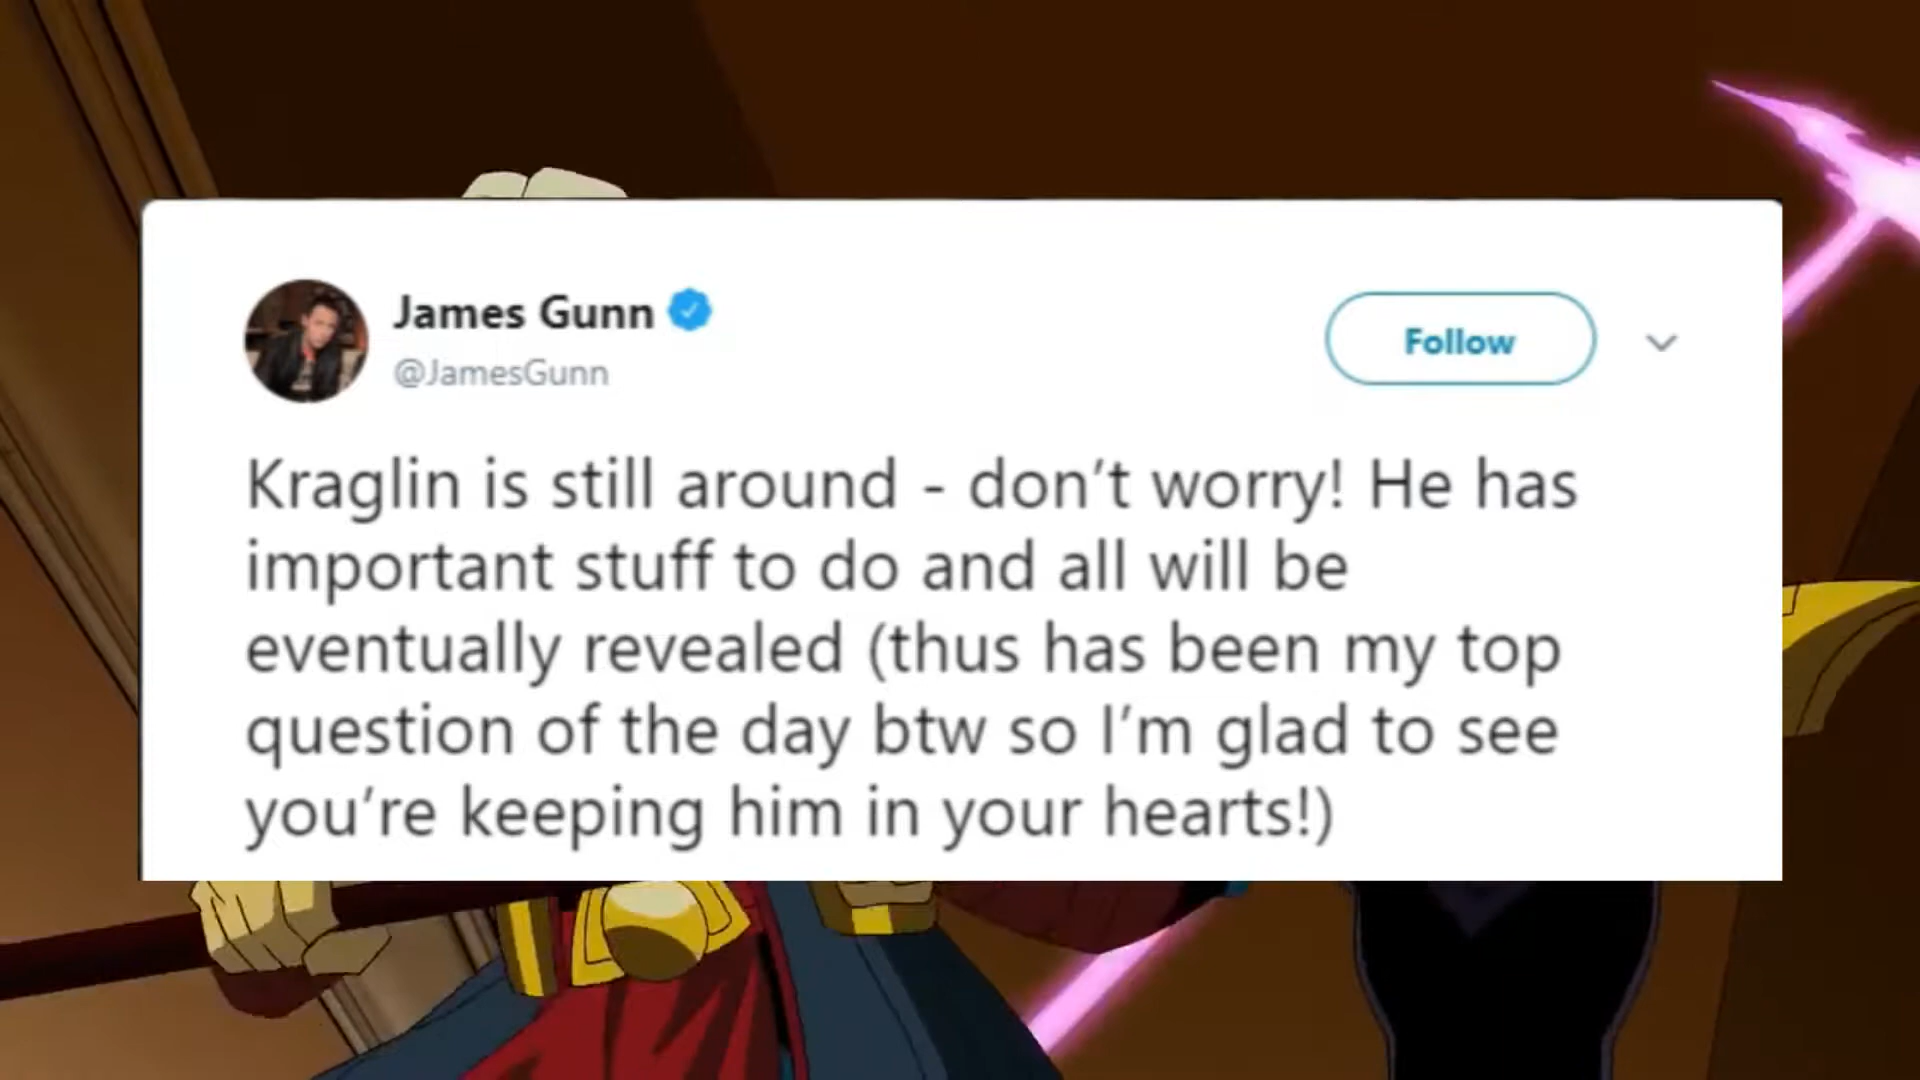 James Gunn
@JamesGunn
Follow
Kraglin is still around - don't worry! He has
important stuff to do and all will be
eventually revealed (thus has been my top
question of the day btw so I'm glad to see
you're keeping him in your hearts!)